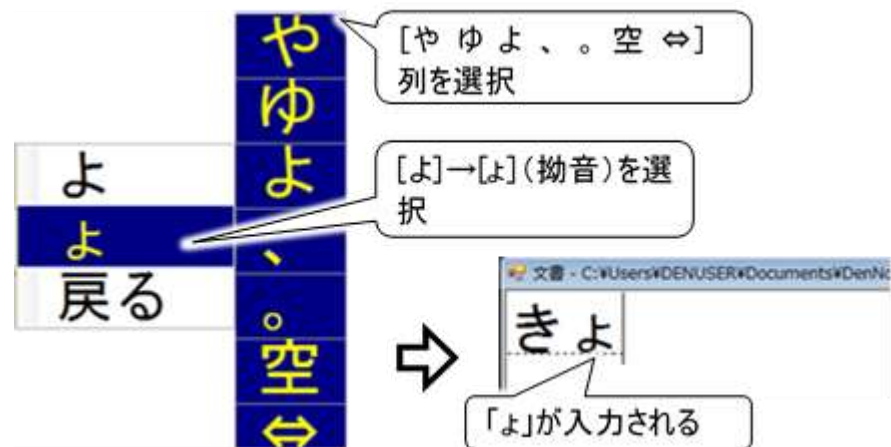 や
ゆ
よ
、
。
空
⇔
[や ゆ よ 、 。 空 ⇔]
列を選択
よ
ょ
戻る
[よ]→[ょ](拗音)を選
択
文書 - C:¥Users¥DENUSER¥Documents¥DenNo
きょ
「ょ」が入力される